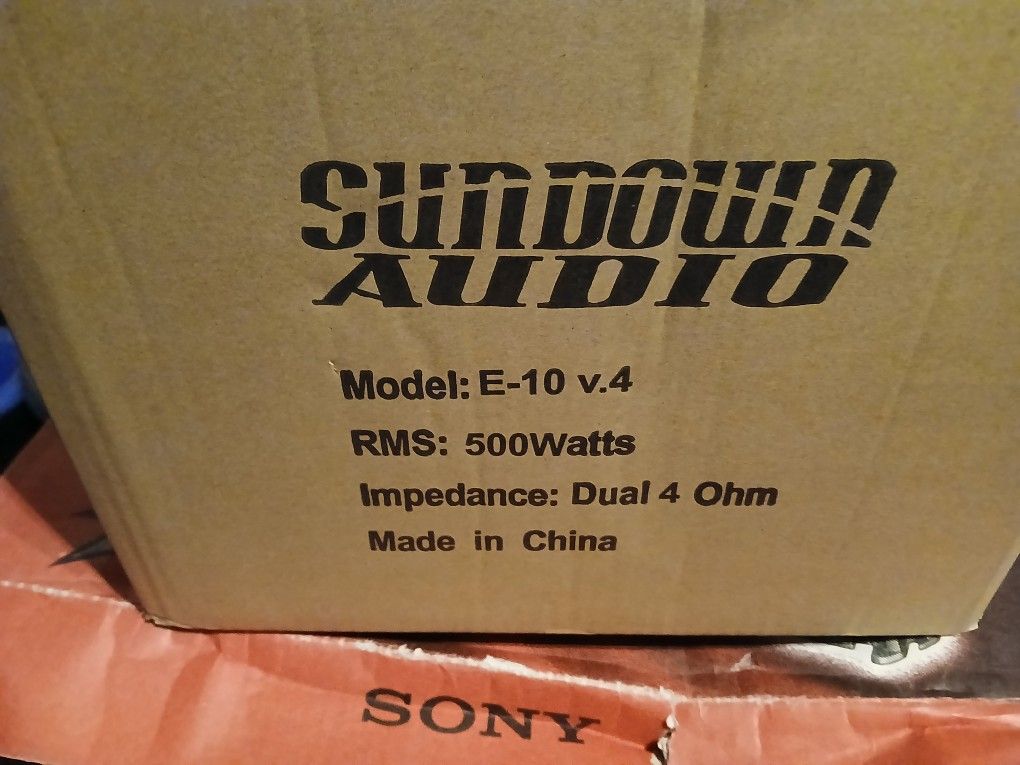 SUNDOWN
AUDIO
Model: E-10 v.4
RMS: 500Watts
Impedance: Dual 4 Ohm
Made in China
SONY